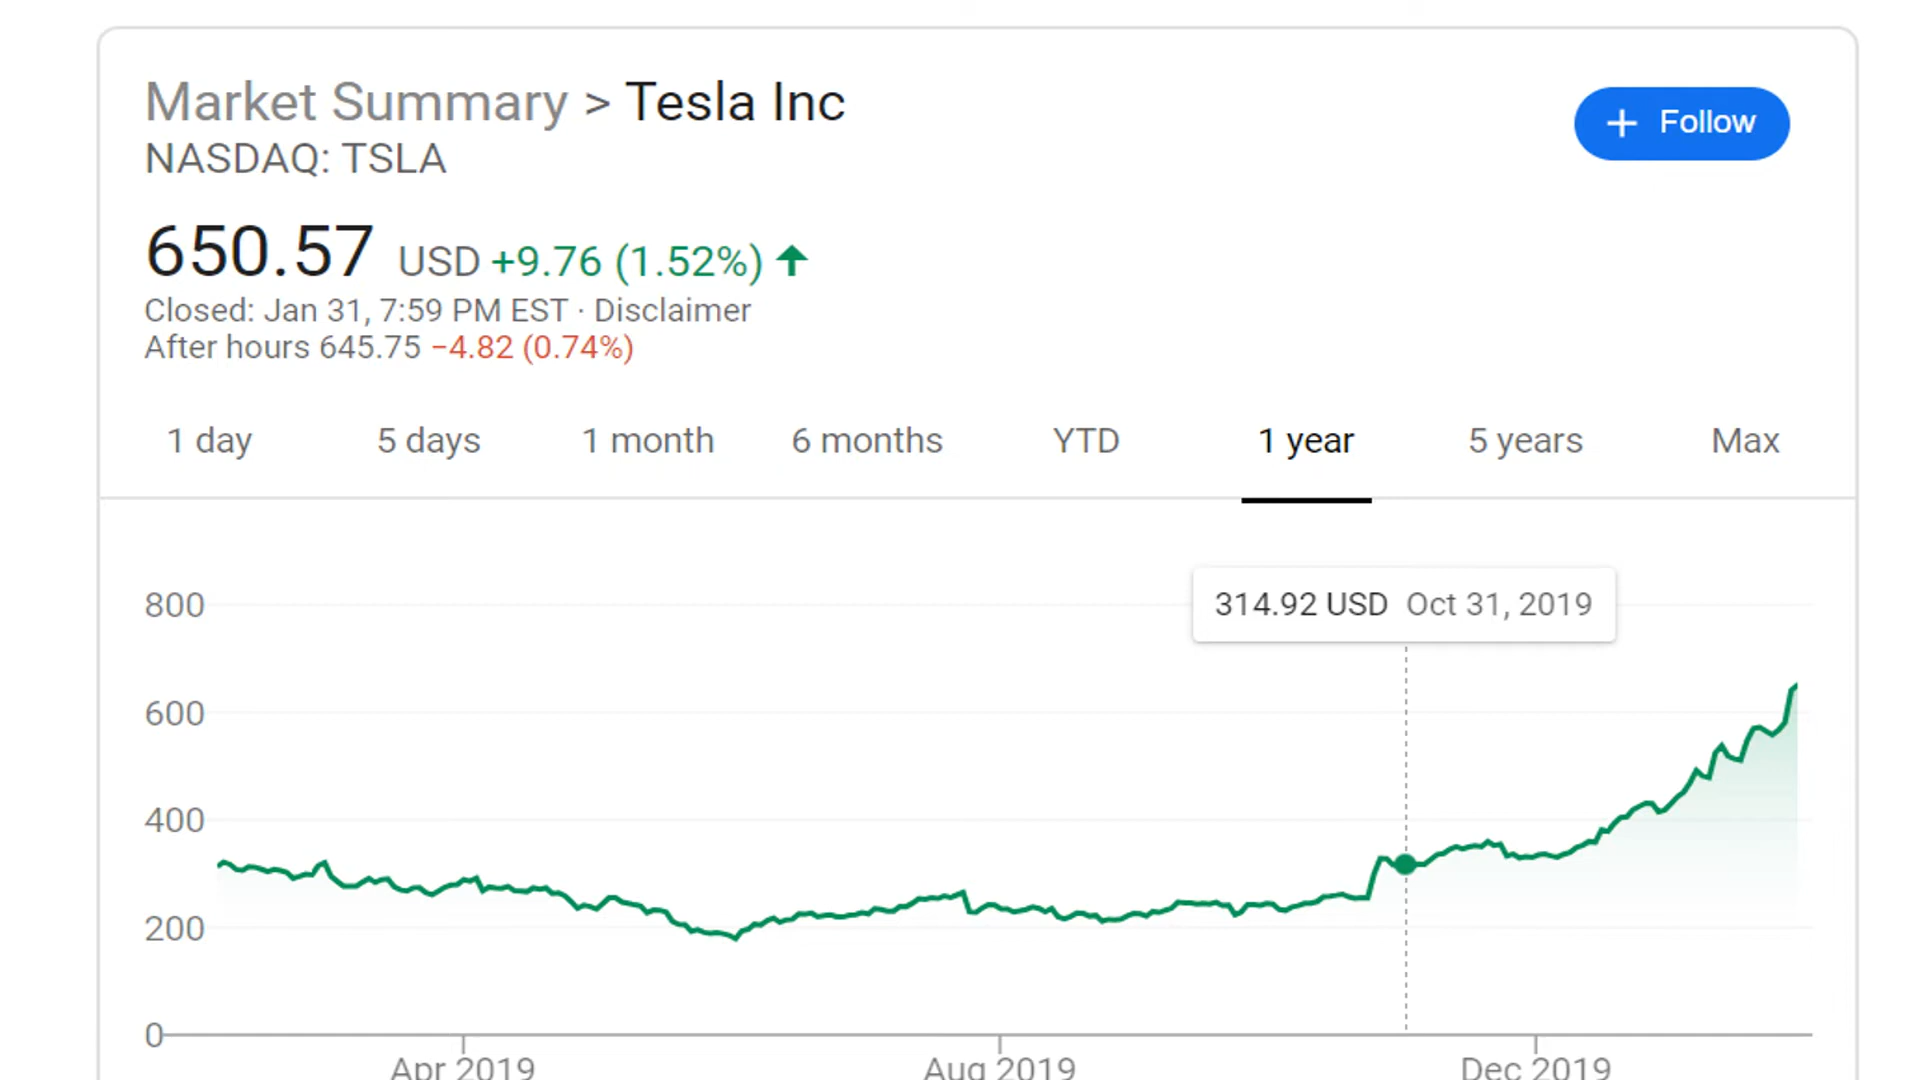 Market Summary > Tesla Inc
+ Follow
NASDAQ: TSLA
650.57 USD +9.76 (1.52%)
Closed: Jan 31, 7:59 PM EST · Disclaimer
After hours 645.75 −4.82 (0.74%)
1 day 5 days 1 month 6 months YTD 1 year 5 years Max
314.92 USD Oct 31, 2019
800
600
400
200
0
Apr 2019 Aug 2019 Dec 2019